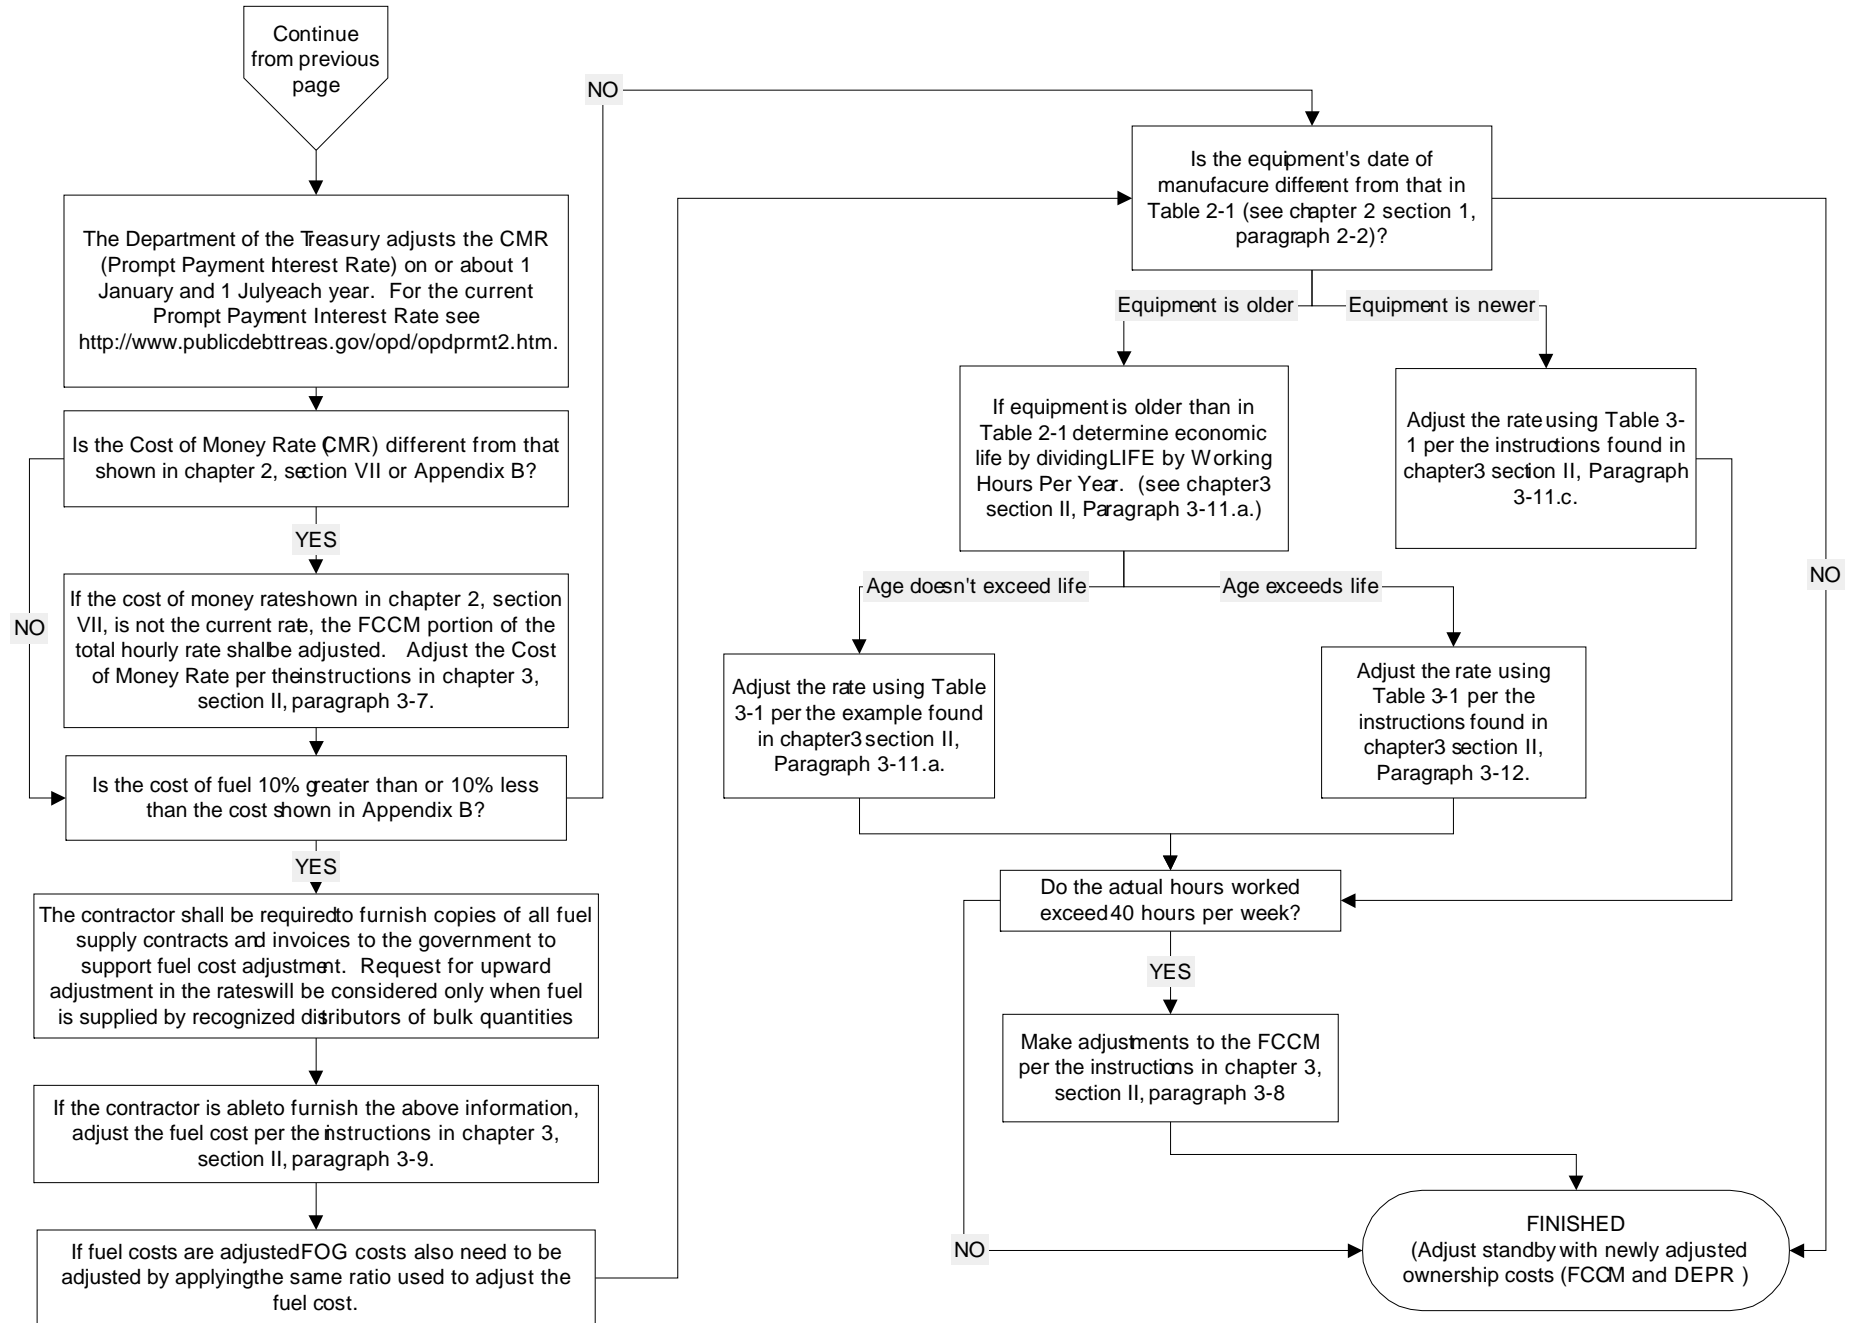 Continue
from previous
page
The Department of the Treasury adjusts the CMR
(Prompt Payment Interest Rate) on or about 1
January and 1 July each year. For the current
Prompt Payment Interest Rate see
http://www.publicdebt.treas.gov/opd/opdprmt2.htm.
Is the Cost of Money Rate (CMR) different from that
shown in chapter 2, section VII or Appendix B?
YES
NO
If the cost of money rate shown in chapter 2, section
VII, is not the current rate, the FCCM portion of the
total hourly rate shall be adjusted. Adjust the Cost
of Money Rate per the instructions in chapter 3,
section II, paragraph 3-7.
Is the cost of fuel 10% greater than or 10% less
than the cost shown in Appendix B?
NO
YES
The contractor shall be required to furnish copies of all fuel
supply contracts and invoices to the government to
support fuel cost adjustment. Request for upward
adjustment in the rates will be considered only when fuel
is supplied by recognized distributors of bulk quantities
If the contractor is able to furnish the above information,
adjust the fuel cost per the instructions in chapter 3,
section II, paragraph 3-9.
If fuel costs are adjusted FOG costs also need to be
adjusted by applying the same ratio used to adjust the
fuel cost.
Is the equipment's date of
manufacure different from that in
Table 2-1 (see chapter 2 section 1,
paragraph 2-2)?
Equipment is older
Equipment is newer
NO
If equipment is older than in
Table 2-1 determine economic
life by dividing LIFE by Working
Hours Per Year. (see chapter 3
section II, Paragraph 3-11.a.)
Adjust the rate using Table 3-
1 per the instructions found in
chapter 3 section II, Paragraph
3-11.c.
Age doesn't exceed life
Age exceeds life
Adjust the rate using Table
3-1 per the example found
in chapter 3 section II,
Paragraph 3-11.a.
Adjust the rate using
Table 3-1 per the
instructions found in
chapter 3 section II,
Paragraph 3-12.
Do the actual hours worked
exceed 40 hours per week?
YES
Make adjustments to the FCCM
per the instructions in chapter 3,
section II, paragraph 3-8
NO
FINISHED
(Adjust standby with newly adjusted
ownership costs (FCCM and DEPR )